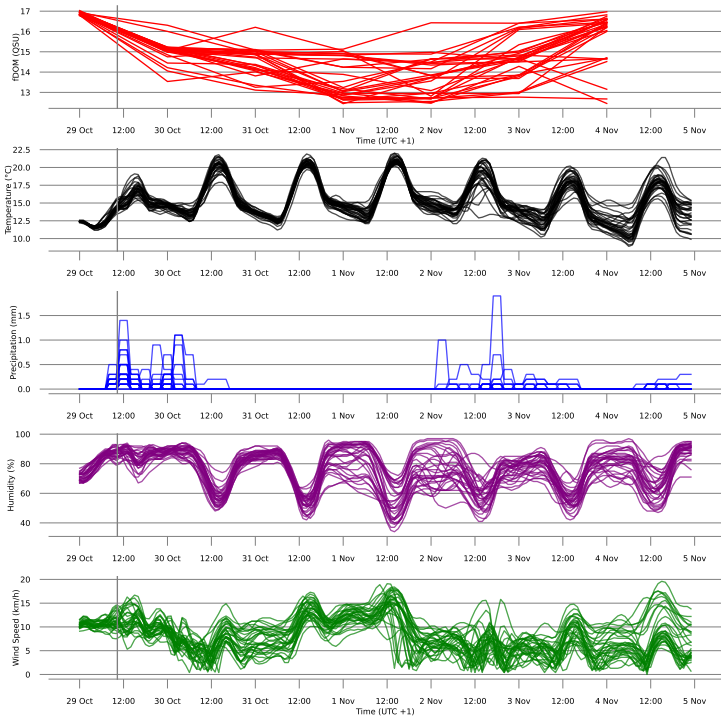 17
16
15
14
13
fDOM (QSU)
29 Oct 12:00 30 Oct 12:00 31 Oct 12:00 1 Nov 12:00 2 Nov 12:00 3 Nov 12:00 4 Nov 12:00 5 Nov
Time (UTC +1)
22.5
20.0
17.5
15.0
12.5
10.0
Temperature (°C)
29 Oct 12:00 30 Oct 12:00 31 Oct 12:00 1 Nov 12:00 2 Nov 12:00 3 Nov 12:00 4 Nov 12:00 5 Nov
1.5
1.0
0.5
0.0
Precipitation (mm)
29 Oct 12:00 30 Oct 12:00 31 Oct 12:00 1 Nov 12:00 2 Nov 12:00 3 Nov 12:00 4 Nov 12:00 5 Nov
100
80
60
40
Humidity (%)
29 Oct 12:00 30 Oct 12:00 31 Oct 12:00 1 Nov 12:00 2 Nov 12:00 3 Nov 12:00 4 Nov 12:00 5 Nov
20
15
10
5
0
Wind Speed (km/h)
29 Oct 12:00 30 Oct 12:00 31 Oct 12:00 1 Nov 12:00 2 Nov 12:00 3 Nov 12:00 4 Nov 12:00 5 Nov
Time (UTC +1)